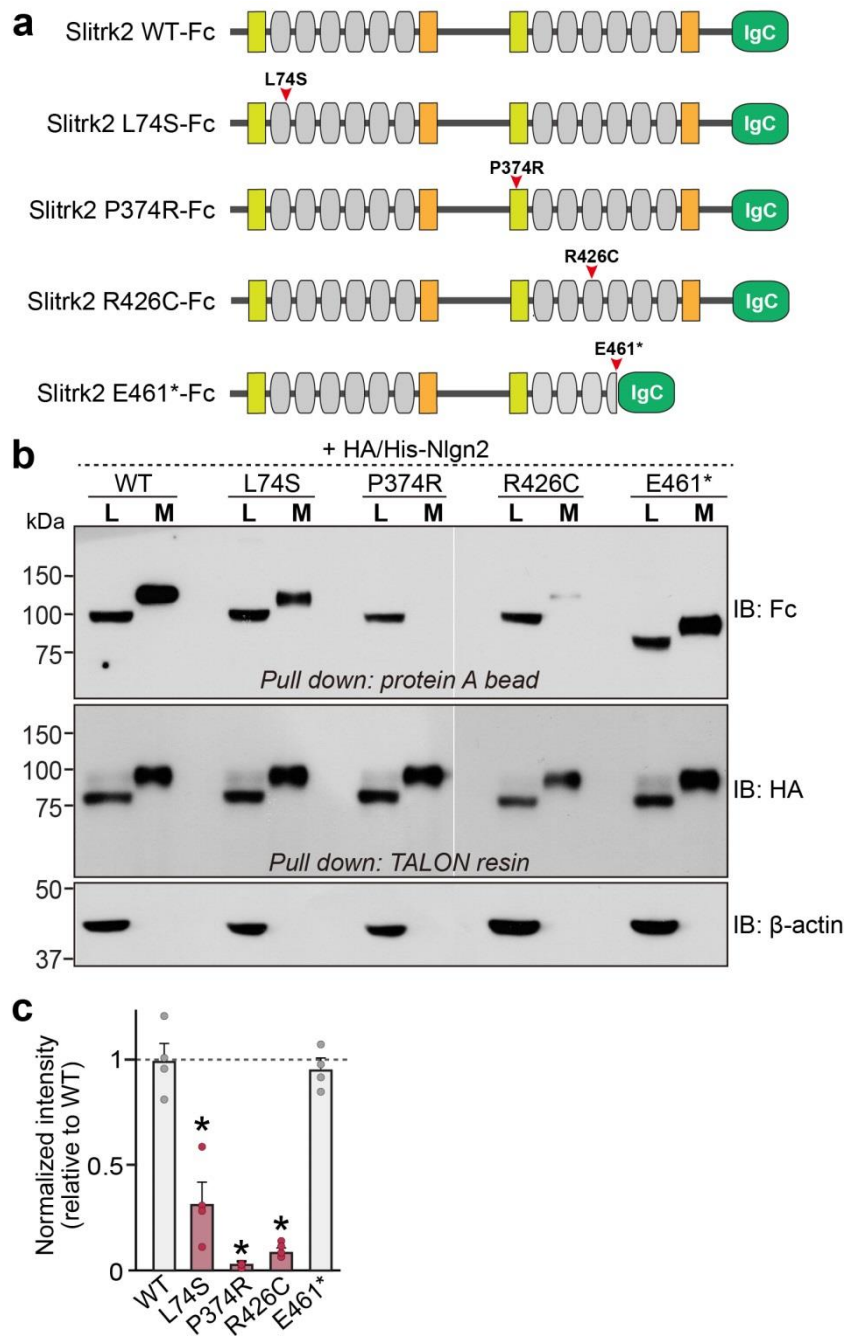 a
Slitrk2 WT-Fc
IgC
L74S
Slitrk2 L74S-Fc
IgC
P374R
Slitrk2 P374R-Fc
IgC
R426C
Slitrk2 R426C-Fc
IgC
E461*
Slitrk2 E461*-Fc
IgC
b
+ HA/His-Nlgn2
WT L74S P374R R426C E461*
kDa L M L M L M L M L M
150
100
75
IB: Fc
Pull down: protein A bead
150
100
75
IB: HA
Pull down: TALON resin
50
37
IB: β-actin
c
Normalized intensity
(relative to WT)
1
0.5
0
* * *
WT L74S P374R R426C E461*